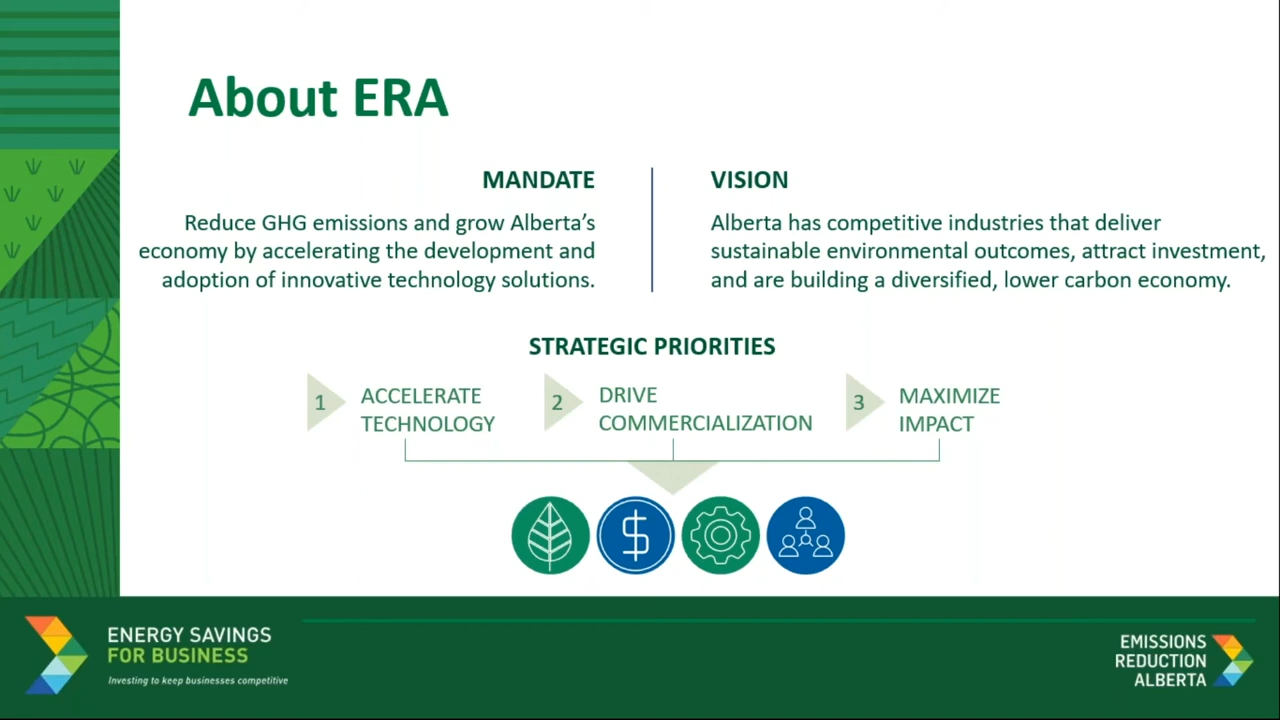 About ERA
MANDATE
Reduce GHG emissions and grow Alberta’s
economy by accelerating the development and
adoption of innovative technology solutions.
VISION
Alberta has competitive industries that deliver
sustainable environmental outcomes, attract investment,
and are building a diversified, lower carbon economy.
STRATEGIC PRIORITIES
1
ACCELERATE
TECHNOLOGY
2
DRIVE
COMMERCIALIZATION
3
MAXIMIZE
IMPACT
$
ENERGY SAVINGS
FOR BUSINESS
Investing to keep businesses competitive
EMISSIONS
REDUCTION
ALBERTA